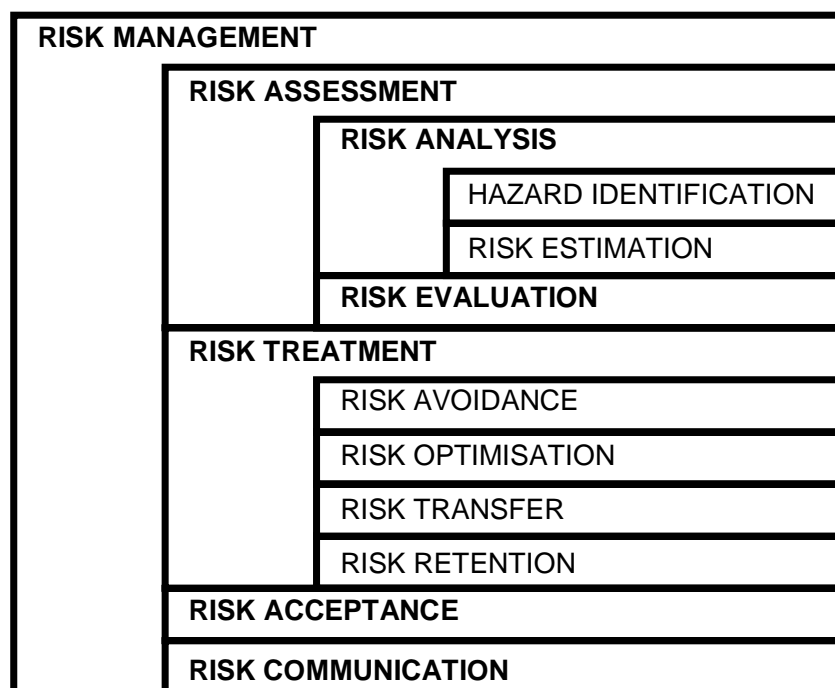 RISK MANAGEMENT
RISK ASSESSMENT
RISK ANALYSIS
HAZARD IDENTIFICATION
RISK ESTIMATION
RISK EVALUATION
RISK TREATMENT
RISK AVOIDANCE
RISK OPTIMISATION
RISK TRANSFER
RISK RETENTION
RISK ACCEPTANCE
RISK COMMUNICATION